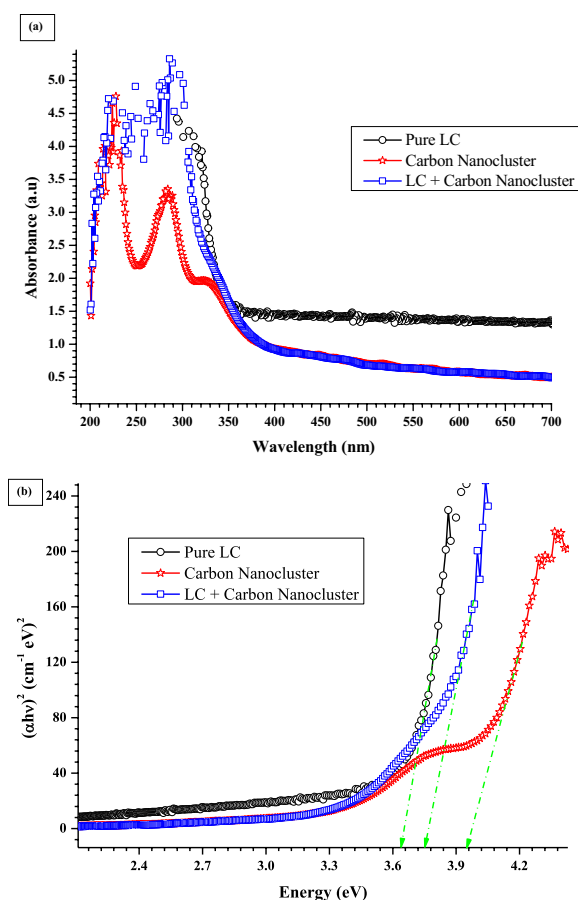 (a)
(a)
Absorbance (a.u)
5.0
4.5
4.0
3.5
3.0
2.5
2.0
1.5
1.0
0.5
Pure LC
Carbon Nanocluster
LC + Carbon Nanocluster
200 250 300 350 400 450 500 550 600 650 700
Wavelength (nm)
(b)
(b)
(αhν)² (cm⁻¹ eV)²
240
200
160
120
80
40
0
Pure LC
Carbon Nanocluster
LC + Carbon Nanocluster
2.4 2.7 3.0 3.3 3.6 3.9 4.2
Energy (eV)